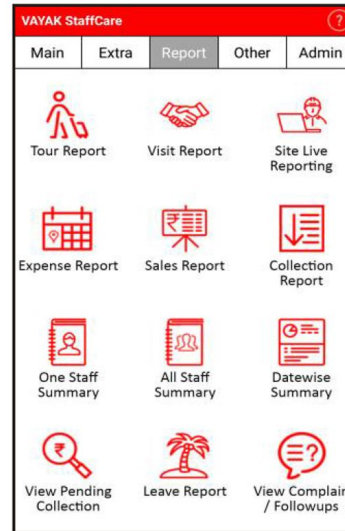 VAYAK StaffCare ?
Main Extra Report Other Admin
Tour Report Visit Report Site Live
Reporting
₹
Expense Report Sales Report Collection
Report
One Staff All Staff Datewise
Summary Summary Summary
₹ ?
View Pending Leave Report View Complain
Collection / Followups